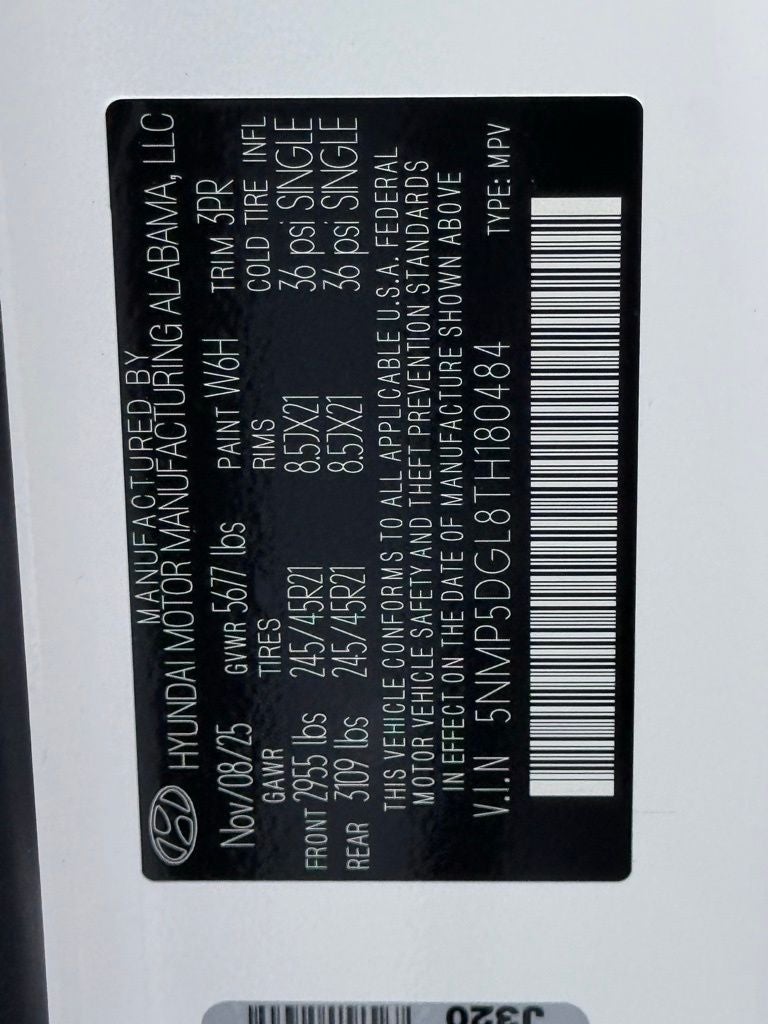 MANUFACTURED BY
HYUNDAI MOTOR MANUFACTURING ALABAMA, LLC
Nov/08/25 GVWR 5677 lbs PAINT W6H TRIM 3PR
GAWR TIRES RIMS COLD TIRE INFL
FRONT 2955 lbs 245/45R21 8.5JX21 36 psi SINGLE
REAR 3109 lbs 245/45R21 8.5JX21 36 psi SINGLE
THIS VEHICLE CONFORMS TO ALL APPLICABLE U.S.A. FEDERAL
MOTOR VEHICLE SAFETY AND THEFT PREVENTION STANDARDS
IN EFFECT ON THE DATE OF MANUFACTURE SHOWN ABOVE
V.I.N 5NMP5DGL8TH180484 TYPE: MPV
J320